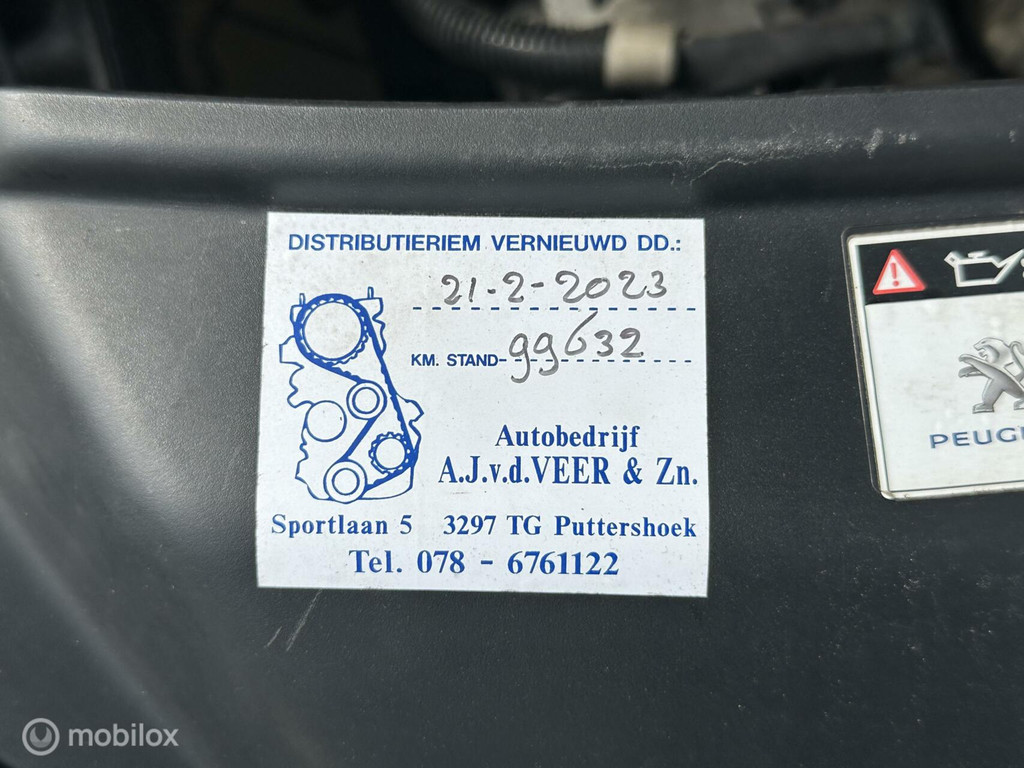 DISTRIBUTIERIEM VERNIEUWD DD.:
21-2-2023
KM. STAND-99632
Autobedrijf
A.J.v.d.VEER & Zn.
Sportlaan 5 3297 TG Puttershoek
Tel. 078 - 6761122
PEUG
mobilox